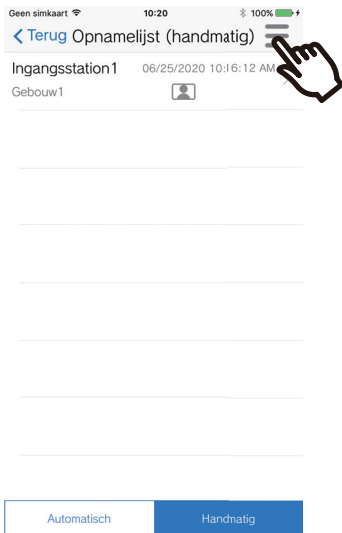 Geen simkaart 10:20 100%
Terug Opnamelijst (handmatig)
Ingangsstation1 06/25/2020 10:16:12 AM
Gebouw1
Automatisch Handmatig